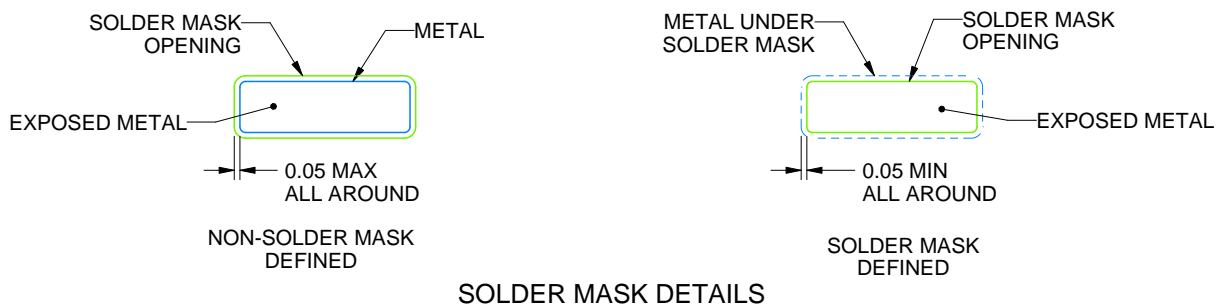 SOLDER MASK
OPENING
METAL
EXPOSED METAL
0.05 MAX
ALL AROUND
NON-SOLDER MASK
DEFINED
METAL UNDER
SOLDER MASK
SOLDER MASK
OPENING
EXPOSED METAL
0.05 MIN
ALL AROUND
SOLDER MASK
DEFINED
SOLDER MASK DETAILS